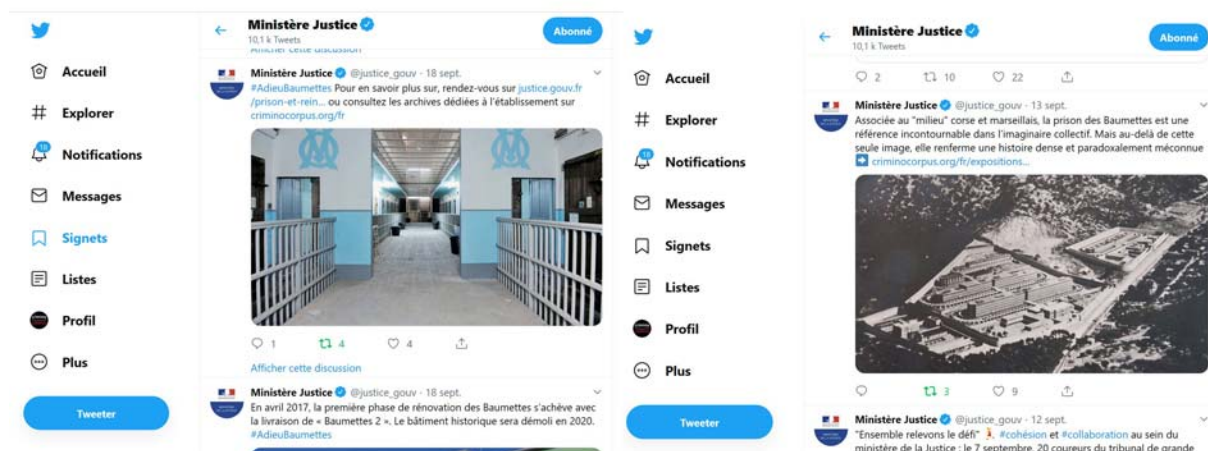 Ministère Justice
10,1 k Tweets
Abonné
Afficher cette discussion
Accueil
Explorer
18
Notifications
Messages
Signets
Listes
Profil
Plus
Tweeter
Ministère Justice @justice_gouv · 18 sept.
#AdieuBaumettes Pour en savoir plus sur, rendez-vous sur justice.gouv.fr
/prison-et-rein... ou consultez les archives dédiées à l'établissement sur
criminocorpus.org/fr
1 4 4
Afficher cette discussion
Ministère Justice @justice_gouv · 18 sept.
En avril 2017, la première phase de rénovation des Baumettes s'achève avec
la livraison de « Baumettes 2 ». Le bâtiment historique sera démoli en 2020.
#AdieuBaumettes
Ministère Justice
10,1 k Tweets
Abonné
Accueil
Explorer
18
Notifications
Messages
Signets
Listes
Profil
Plus
Tweeter
2 10 22
Ministère Justice @justice_gouv · 13 sept.
Associée au "milieu" corse et marseillais, la prison des Baumettes est une
référence incontournable dans l'imaginaire collectif. Mais au-delà de cette
seule image, elle renferme une histoire dense et paradoxalement méconnue
criminocorpus.org/fr/expositions...
3 9
Ministère Justice @justice_gouv · 12 sept.
"Ensemble relevons le défi" #cohésion et #collaboration au sein du
ministère de la Justice : le 7 septembre, 20 coureurs du tribunal de grande